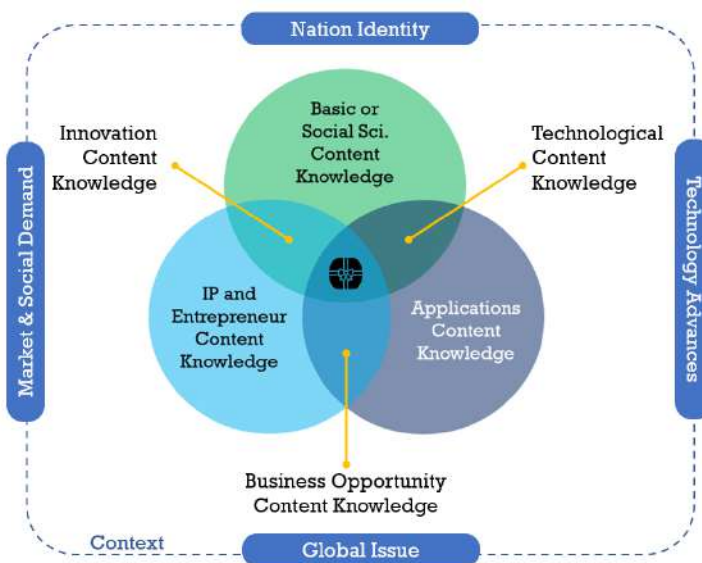 Nation Identity
Basic or
Social Sci.
Content
Knowledge
Innovation
Content
Knowledge
Technological
Content
Knowledge
Market & Social Demand
Technology Advances
IP and
Entrepreneur
Content
Knowledge
Applications
Content
Knowledge
Business Opportunity
Content Knowledge
Context
Global Issue